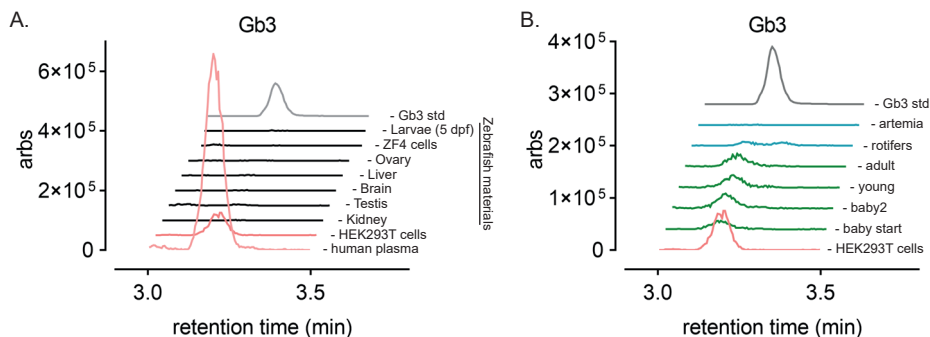 A.
Gb3
6×10⁵
4×10⁵
2×10⁵
0
arbs
3.0
3.5
retention time (min)
- Gb3 std
- Larvae (5 dpf)
- ZF4 cells
- Ovary
- Liver
- Brain
- Testis
- Kidney
- HEK293T cells
- human plasma
Zebrafish materials
B.
Gb3
4×10⁵
3×10⁵
2×10⁵
1×10⁵
0
arbs
3.0
3.5
retention time (min)
- Gb3 std
- artemia
- rotifers
- adult
- young
- baby2
- baby start
- HEK293T cells